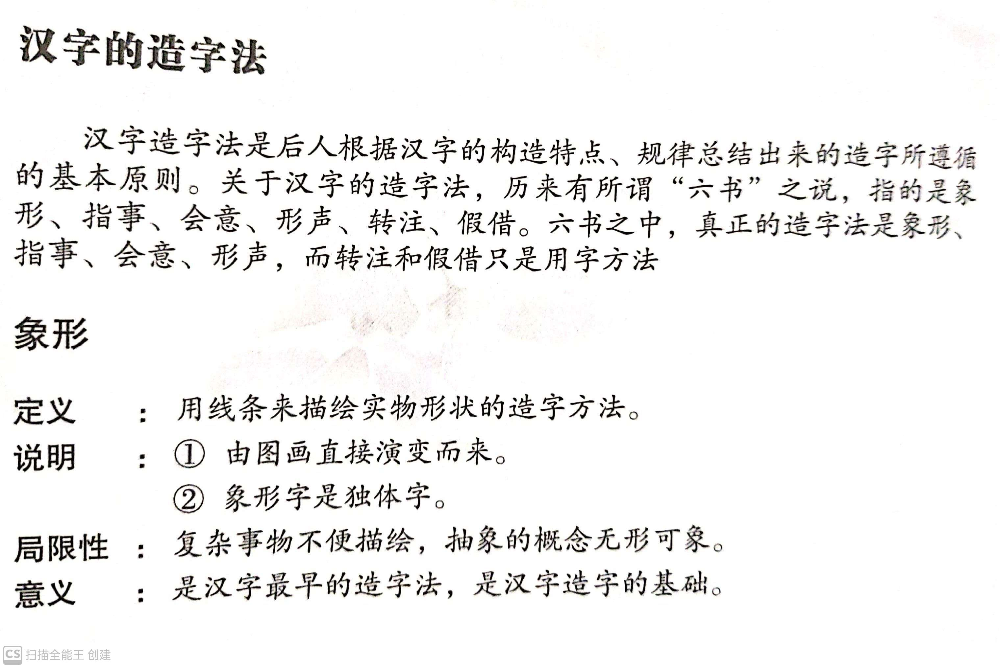 汉字的造字法
汉字造字法是后人根据汉字的构造特点、规律总结出来的造字所遵循
的基本原则。关于汉字的造字法，历来有所谓“六书”之说，指的是象
形、指事、会意、形声、转注、假借。六书之中，真正的造字法是象形、
指事、会意、形声，而转注和假借只是用字方法
象形
定义 ：用线条来描绘实物形状的造字方法。
说明 ：① 由图画直接演变而来。
② 象形字是独体字。
局限性 ：复杂事物不便描绘，抽象的概念无形可象。
意义 ：是汉字最早的造字法，是汉字造字的基础。
CS 扫描全能王 创建